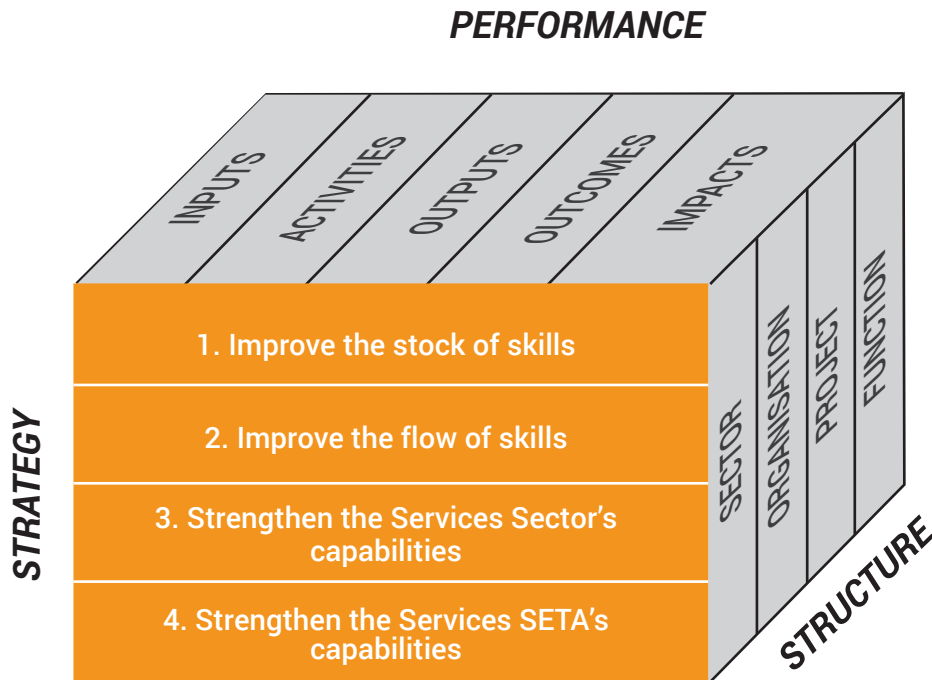 PERFORMANCE
INPUTS
ACTIVITIES
OUTPUTS
OUTCOMES
IMPACTS
STRATEGY
1. Improve the stock of skills
2. Improve the flow of skills
3. Strengthen the Services Sector’s
capabilities
4. Strengthen the Services SETA’s
capabilities
SECTOR
ORGANISATION
PROJECT
FUNCTION
STRUCTURE